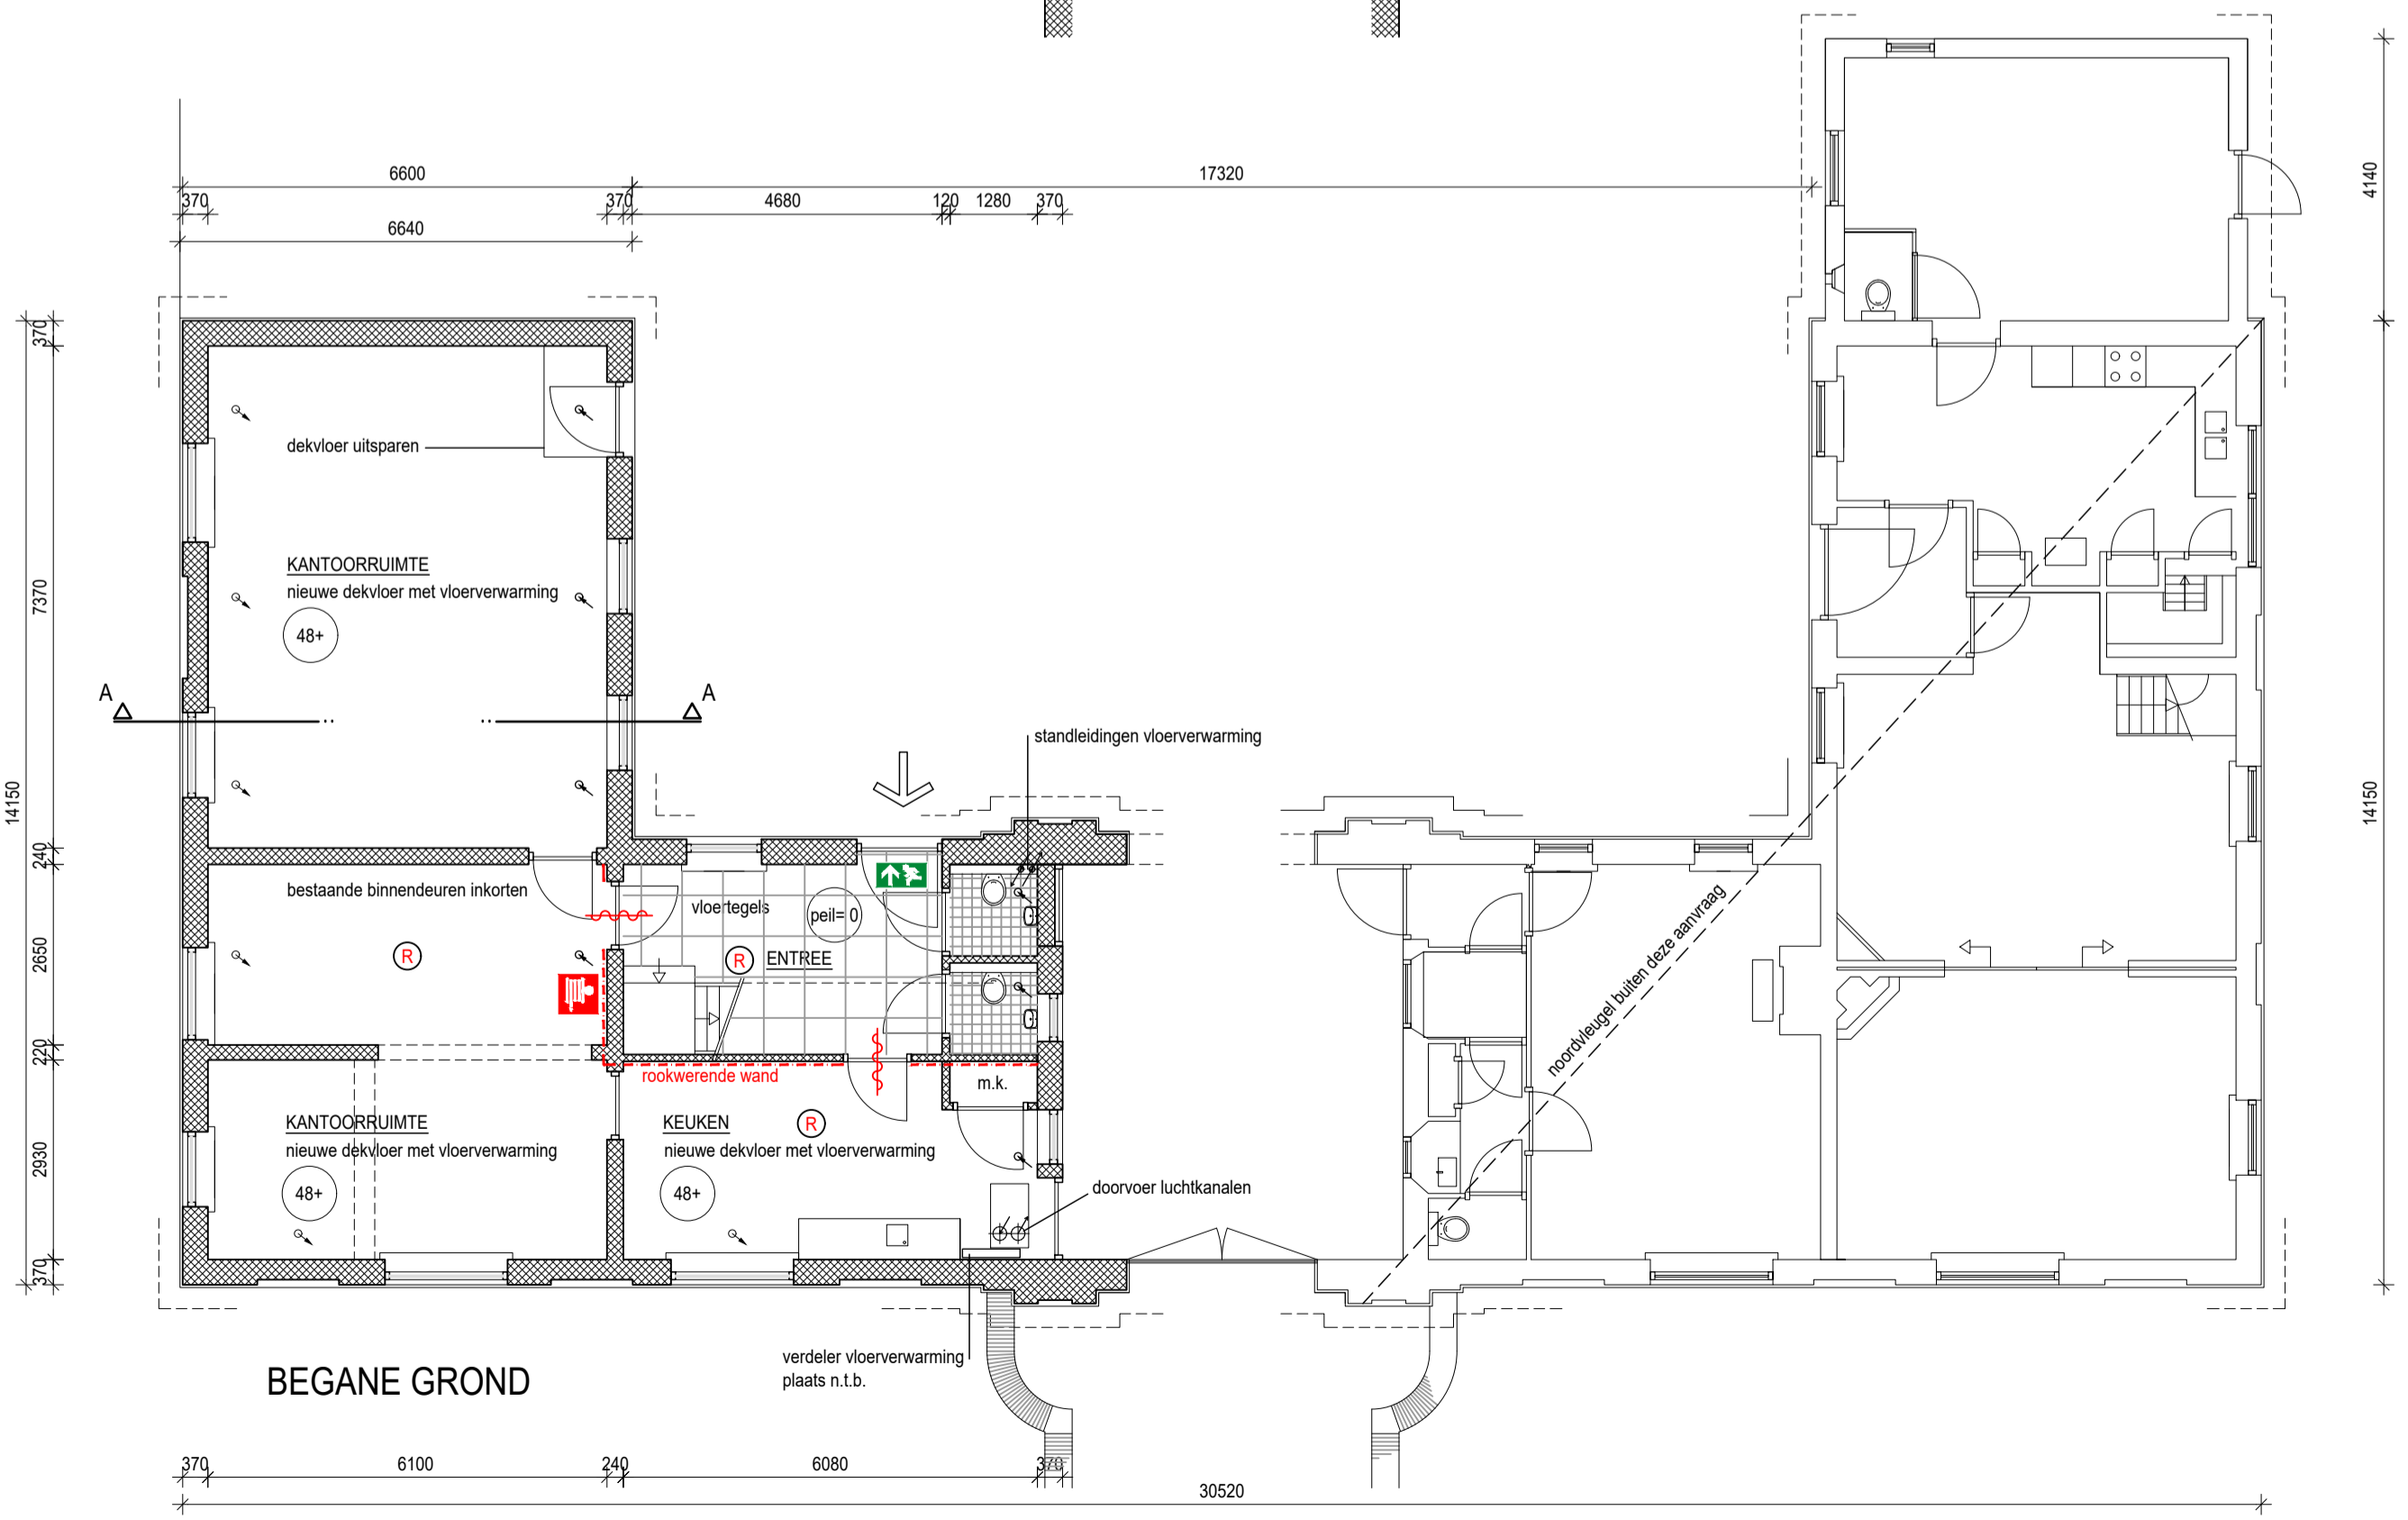 6600
17320
4140
370
370
4680
120
1280
370
6640
370
dekvloer uitsparen
KANTOORRUIMTE
nieuwe dekvloer met vloerverwarming
7370
48+
A
A
standleidingen vloerverwarming
14150
14150
240
bestaande binnendeuren inkorten
vloertegels
peil= 0
2650
R
R
ENTREE
noordvleugel buiten deze aanvraag
220
rookwerende wand
m.k.
KANTOORRUIMTE
KEUKEN
R
nieuwe dekvloer met vloerverwarming
nieuwe dekvloer met vloerverwarming
2930
48+
48+
doorvoer luchtkanalen
370
verdeler vloerverwarming
plaats n.t.b.
BEGANE GROND
370
6100
240
6080
370
30520